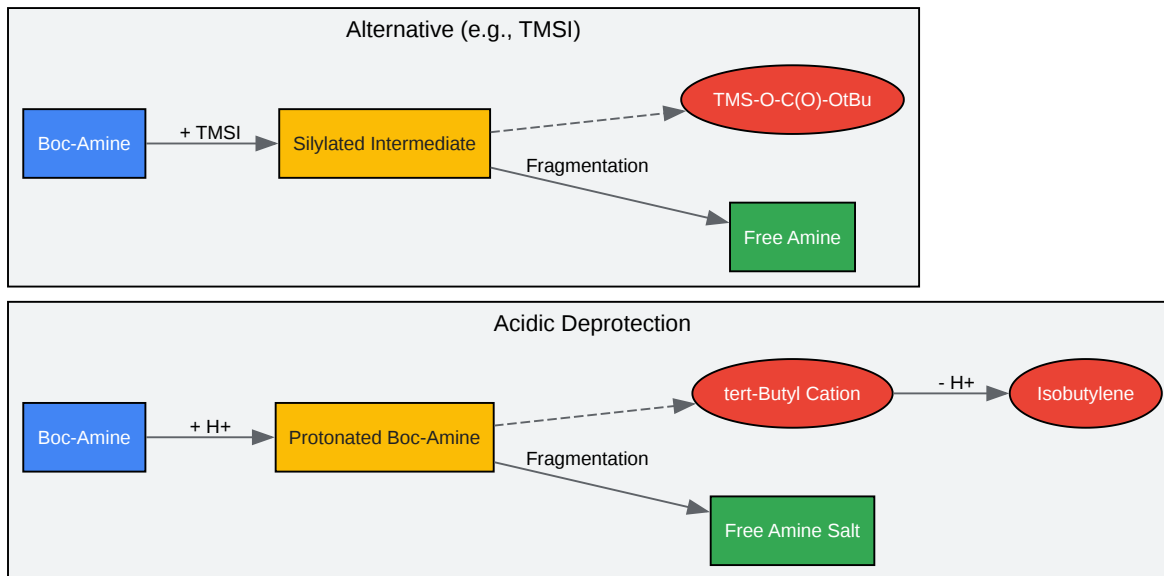 Alternative (e.g., TMSI)
Boc-Amine
+ TMSI
Silylated Intermediate
TMS-O-C(O)-OtBu
Fragmentation
Free Amine
Acidic Deprotection
Boc-Amine
+ H+
Protonated Boc-Amine
tert-Butyl Cation
- H+
Isobutylene
Fragmentation
Free Amine Salt